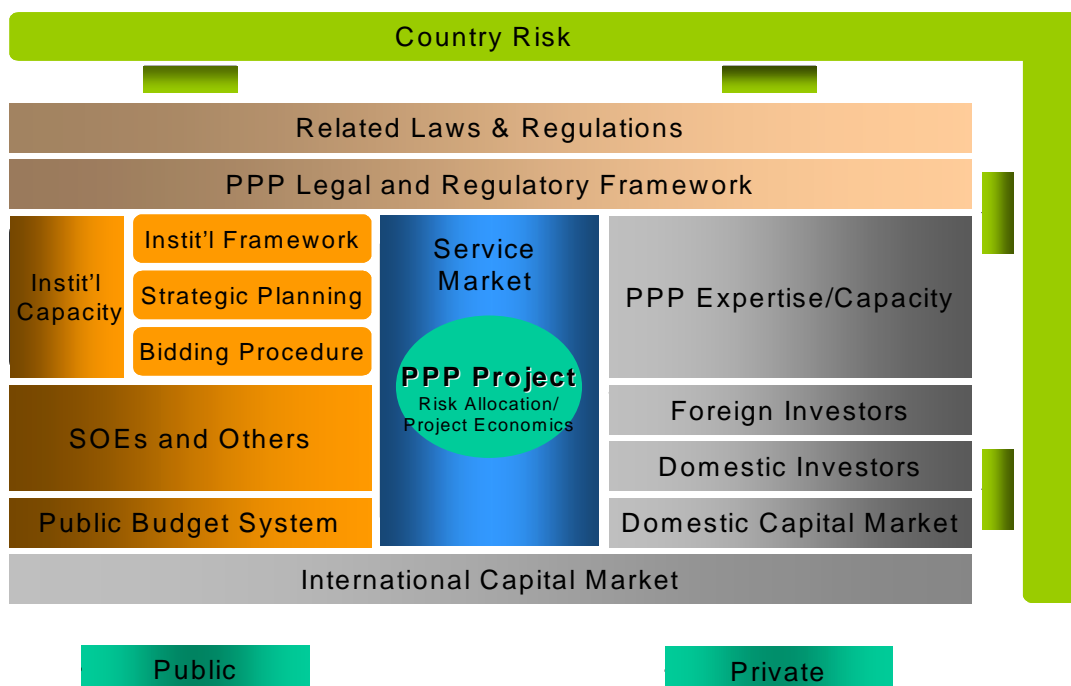 Country Risk
Related Laws & Regulations
PPP Legal and Regulatory Framework
Instit'l
Capacity
Instit'l Framework
Strategic Planning
Bidding Procedure
SOEs and Others
Public Budget System
Service
Market
PPP Project
Risk Allocation/
Project Economics
PPP Expertise/Capacity
Foreign Investors
Domestic Investors
Domestic Capital Market
International Capital Market
Public
Private